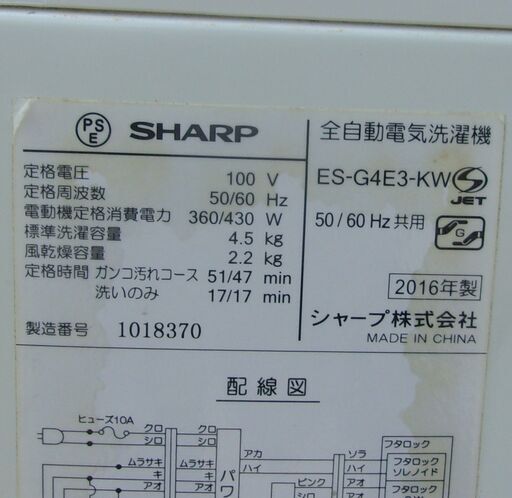 PS
E
SHARP
全自動電気洗濯機
定格電圧 100 V
定格周波数 50/60 Hz
電動機定格消費電力 360/430 W
標準洗濯容量 4.5 kg
風乾燥容量 2.2 kg
定格時間 ガンコ汚れコース 51/47 min
洗いのみ 17/17 min
製造番号 1018370
ES-G4E3-KW
S
JET
50/60 Hz 共用
G
2016年製
シャープ株式会社
MADE IN CHINA
配線図
ヒューズ10A
クロ
シロ
クロ
シロ
ムラサキ
キ
アオ
ムラサキ
キ
アオ
パワ
アカ
ハイ
ピンク
シロ
ソラ
ハイ
アオ
アオ
フタロック
フタロック
ソレノイド
フタロック